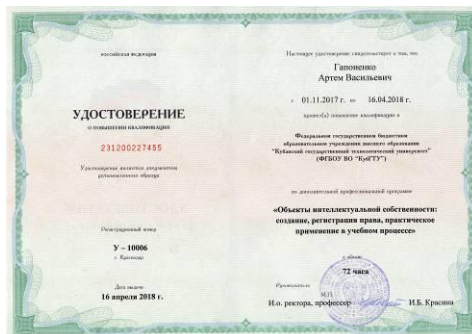 РОССИЙСКАЯ ФЕДЕРАЦИЯ
УДОСТОВЕРЕНИЕ
О ПОВЫШЕНИИ КВАЛИФИКАЦИИ
231200227455
Удостоверение является документом
установленного образца
Регистрационный номер
У – 10006
г. Краснодар
Дата выдачи
16 апреля 2018 г.
Настоящее удостоверение свидетельствует о том, что
Гапоненко
Артем Васильевич
с 01.11.2017 г. по 16.04.2018 г.
прошел(а) повышение квалификации в
Федеральном государственном бюджетном
образовательном учреждении высшего образования
"Кубанский государственный технологический университет"
(ФГБОУ ВО "КубГТУ")
по дополнительной профессиональной программе
«Объекты интеллектуальной собственности:
создание, регистрация права, практическое
применение в учебном процессе»
в объеме
72 часа
Руководитель
М.П.
И.о. ректора, профессор И.Б. Красина